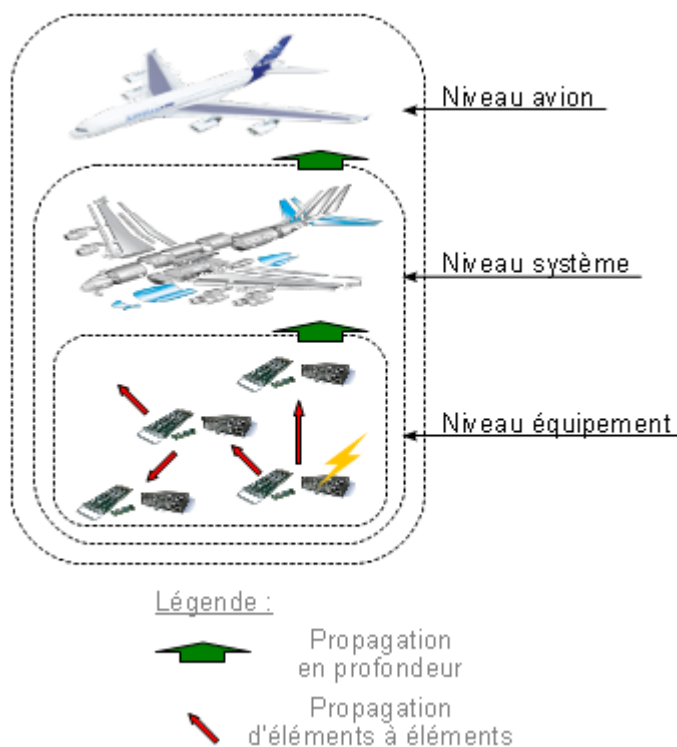 Niveau avion
Niveau système
Niveau équipement
Légende :
Propagation
en profondeur
Propagation
d'éléments à éléments